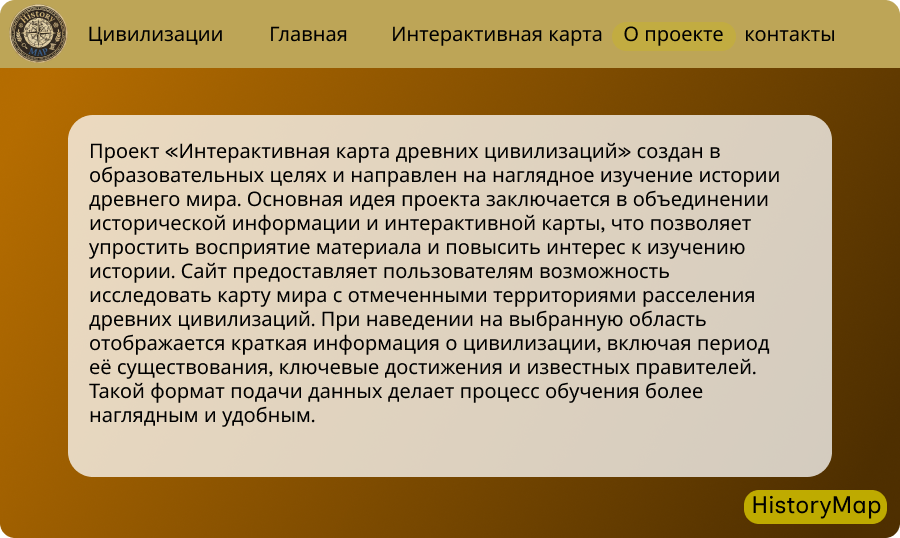 History
MAP
Цивилизации Главная Интерактивная карта О проекте контакты
Проект «Интерактивная карта древних цивилизаций» создан в
образовательных целях и направлен на наглядное изучение истории
древнего мира. Основная идея проекта заключается в объединении
исторической информации и интерактивной карты, что позволяет
упростить восприятие материала и повысить интерес к изучению
истории. Сайт предоставляет пользователям возможность
исследовать карту мира с отмеченными территориями расселения
древних цивилизаций. При наведении на выбранную область
отображается краткая информация о цивилизации, включая период
её существования, ключевые достижения и известных правителей.
Такой формат подачи данных делает процесс обучения более
наглядным и удобным.
HistoryMap